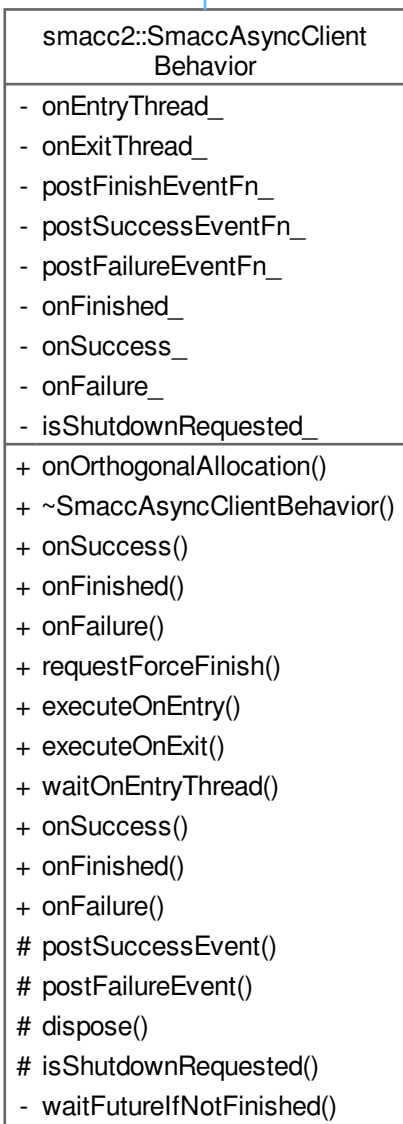 smacc2::SmaccAsyncClient
Behavior
- onEntryThread_
- onExitThread_
- postFinishEventFn_
- postSuccessEventFn_
- postFailureEventFn_
- onFinished_
- onSuccess_
- onFailure_
- isShutdownRequested_
+ onOrthogonalAllocation()
+ ~SmaccAsyncClientBehavior()
+ onSuccess()
+ onFinished()
+ onFailure()
+ requestForceFinish()
+ executeOnEntry()
+ executeOnExit()
+ waitOnEntryThread()
+ onSuccess()
+ onFinished()
+ onFailure()
# postSuccessEvent()
# postFailureEvent()
# dispose()
# isShutdownRequested()
- waitFutureIfNotFinished()